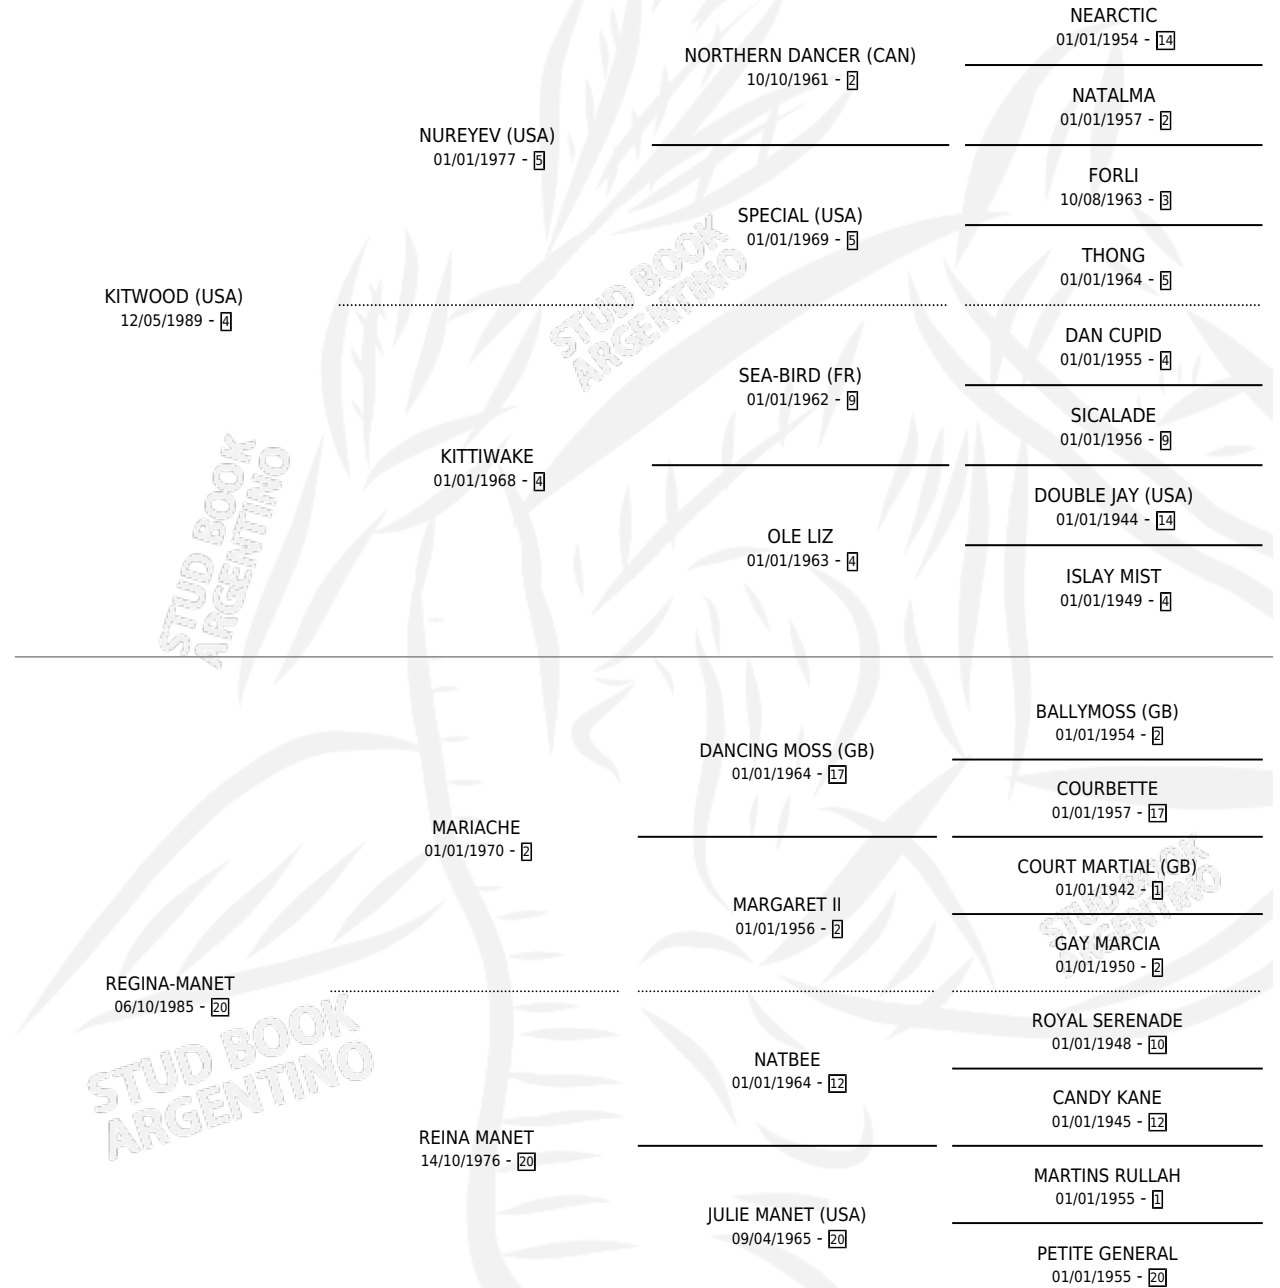 NEARCTIC
01/01/1954 - 14
NORTHERN DANCER (CAN)
10/10/1961 - 2
NATALMA
01/01/1957 - 2
NUREYEV (USA)
01/01/1977 - 5
FORLI
10/08/1963 - 3
SPECIAL (USA)
01/01/1969 - 5
THONG
01/01/1964 - 5
KITWOOD (USA)
12/05/1989 - 4
DAN CUPID
01/01/1955 - 4
SEA-BIRD (FR)
01/01/1962 - 9
SICALADE
01/01/1956 - 9
KITTIWAKE
01/01/1968 - 4
DOUBLE JAY (USA)
01/01/1944 - 14
OLE LIZ
01/01/1963 - 4
ISLAY MIST
01/01/1949 - 4
STUD BOOK
ARGENTINO
STUD BOOK
ARGENTINO
BALLYMOSS (GB)
01/01/1954 - 2
DANCING MOSS (GB)
01/01/1964 - 17
COURBETTE
01/01/1957 - 17
MARIACHE
01/01/1970 - 2
COURT MARTIAL (GB)
01/01/1942 - 1
MARGARET II
01/01/1956 - 2
GAY MARCIA
01/01/1950 - 2
REGINA-MANET
06/10/1985 - 20
ROYAL SERENADE
01/01/1948 - 10
NATBEE
01/01/1964 - 12
CANDY KANE
01/01/1945 - 12
REINA MANET
14/10/1976 - 20
MARTINS RULLAH
01/01/1955 - 1
JULIE MANET (USA)
09/04/1965 - 20
PETITE GENERAL
01/01/1955 - 20
STUD BOOK
ARGENTINO
STUD BOOK
ARGENTINO